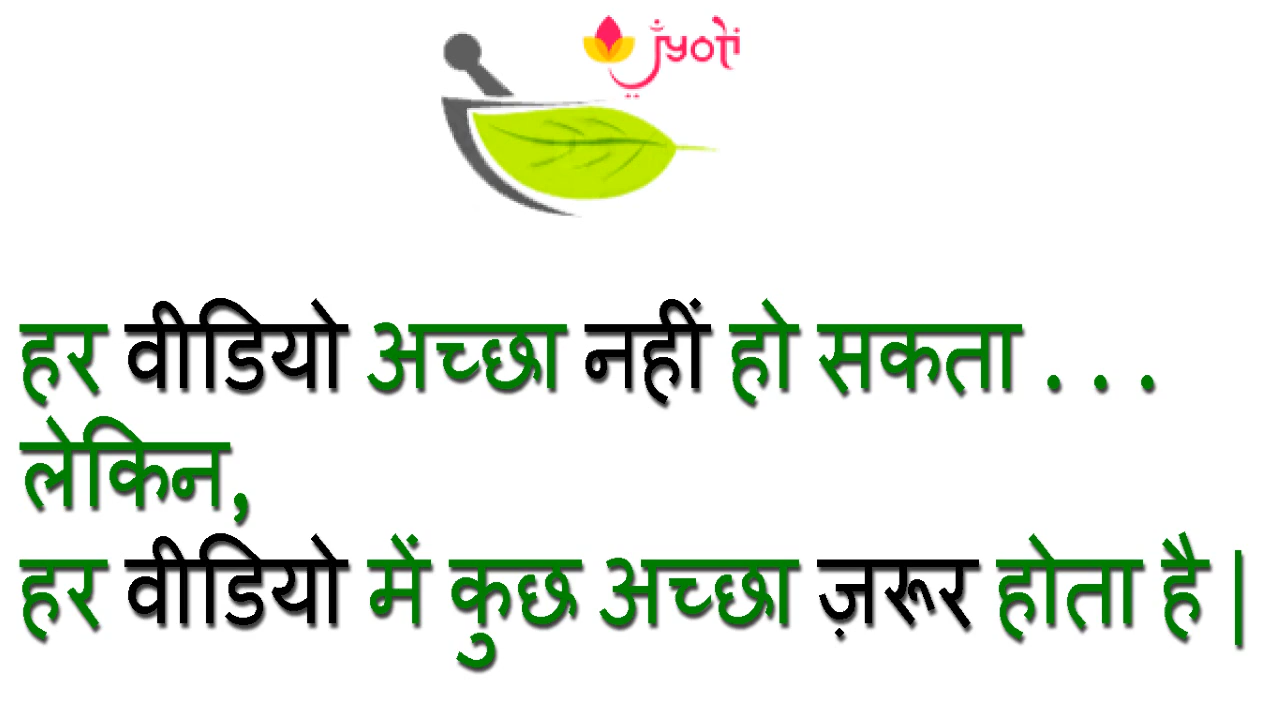 jyoti
हर वीडियो अच्छा नहीं हो सकता . . .
लेकिन,
हर वीडियो में कुछ अच्छा ज़रूर होता है |